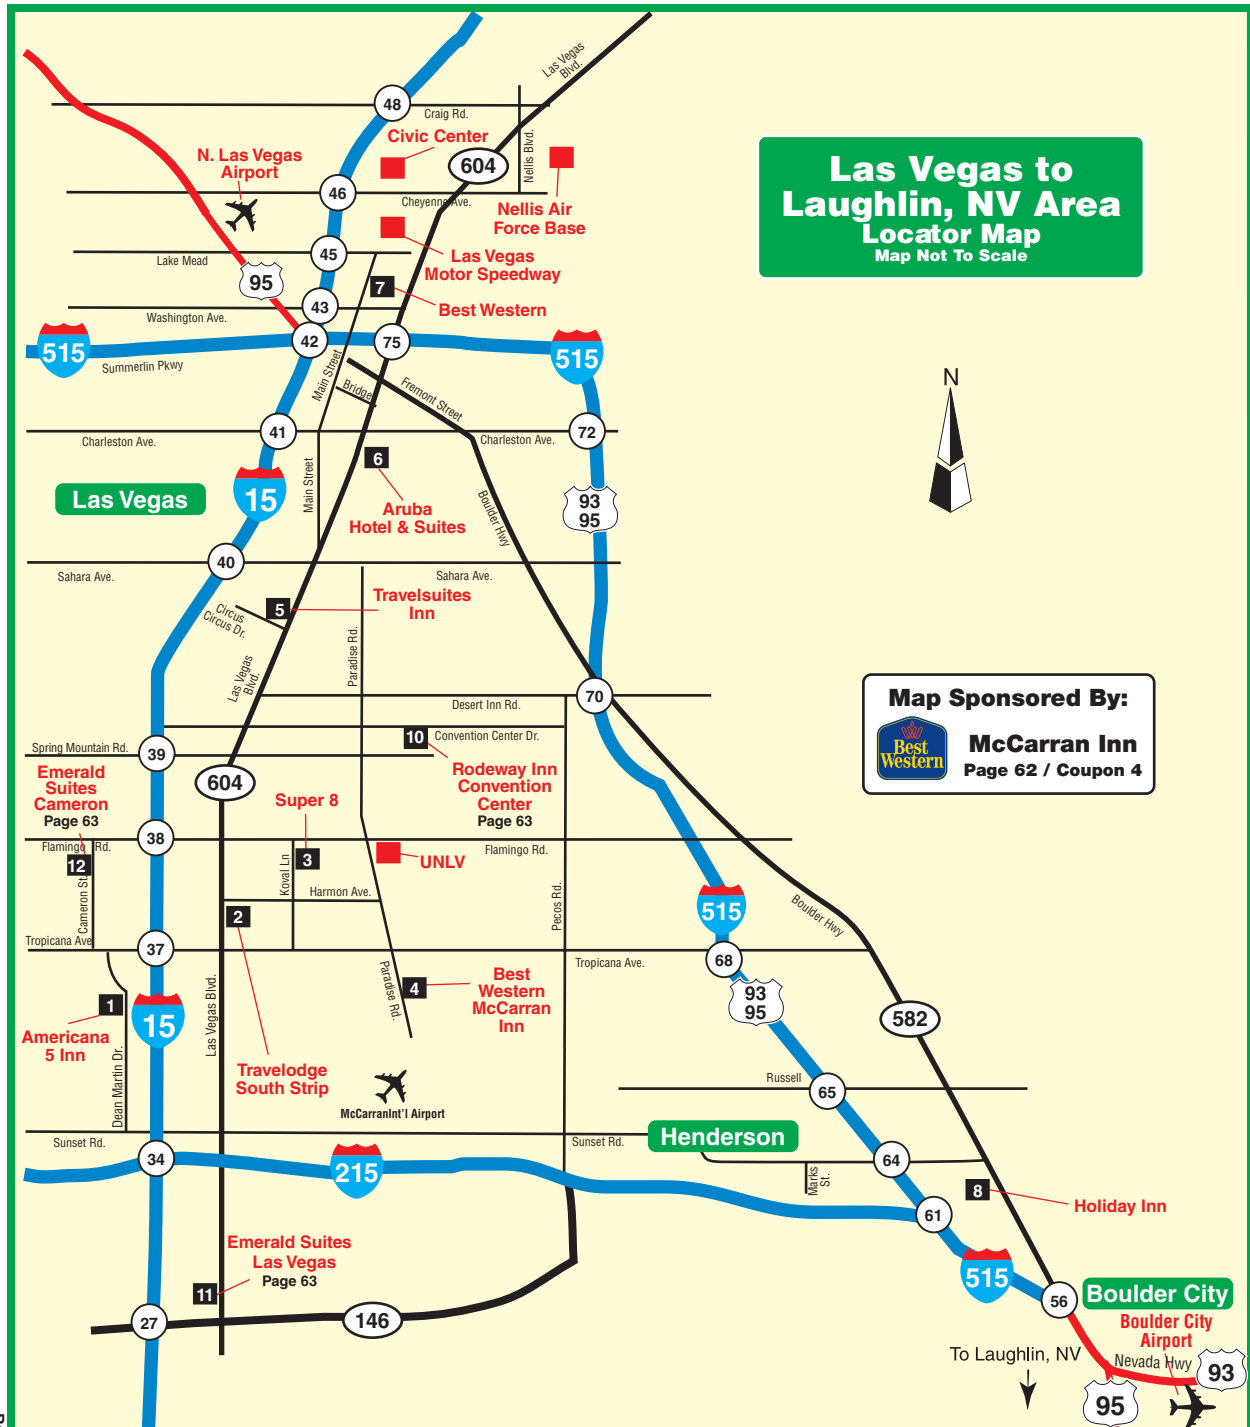 Las Vegas
Blvd.
48
Craig Rd.
Civic Center
604
Nellis Blvd.
N. Las Vegas
Airport
46
Cheyenne Ave.
Nellis Air
Force Base
Las Vegas to
Laughlin, NV Area
Locator Map
Map Not To Scale
Lake Mead
45
Las Vegas
Motor Speedway
95
7
43
Best Western
Washington Ave.
515
42
75
515
Summerlin Pkwy
Main Street
Bridge
Fremont Street
N
41
72
Charleston Ave.
Charleston Ave.
6
Las Vegas
15
Main Street
Aruba
Hotel & Suites
Boulder Hwy
93
95
40
Sahara Ave.
Sahara Ave.
5
Travelsuites
Inn
Circus
Circus Dr.
Paradise Rd.
Las Vegas
Blvd.
70
Desert Inn Rd.
Map Sponsored By:
Best
Western
McCarran Inn
Page 62 / Coupon 4
10
Convention Center Dr.
Spring Mountain Rd.
39
Emerald
Suites
Cameron
Page 63
604
Rodeway Inn
Convention
Center
Page 63
Super 8
38
Flamingo Rd.
Flamingo Rd.
12
Cameron St.
Koval Ln
3
UNLV
Harmon Ave.
Pecos Rd.
515
Boulder Hwy
2
Tropicana Ave
37
68
Tropicana Ave.
Paradise Rd.
4
Best
Western
McCarran
Inn
93
95
582
1
15
Las Vegas Blvd.
Americana
5 Inn
Dean Martin Dr.
Travelodge
South Strip
McCarranInt'l Airport
Russell
65
Sunset Rd.
Sunset Rd.
Henderson
34
215
64
Marks
St.
8
Holiday Inn
61
Emerald Suites
Las Vegas
Page 63
11
515
56
Boulder City
27
146
Boulder City
Airport
To Laughlin, NV
Nevada Hwy
93
95